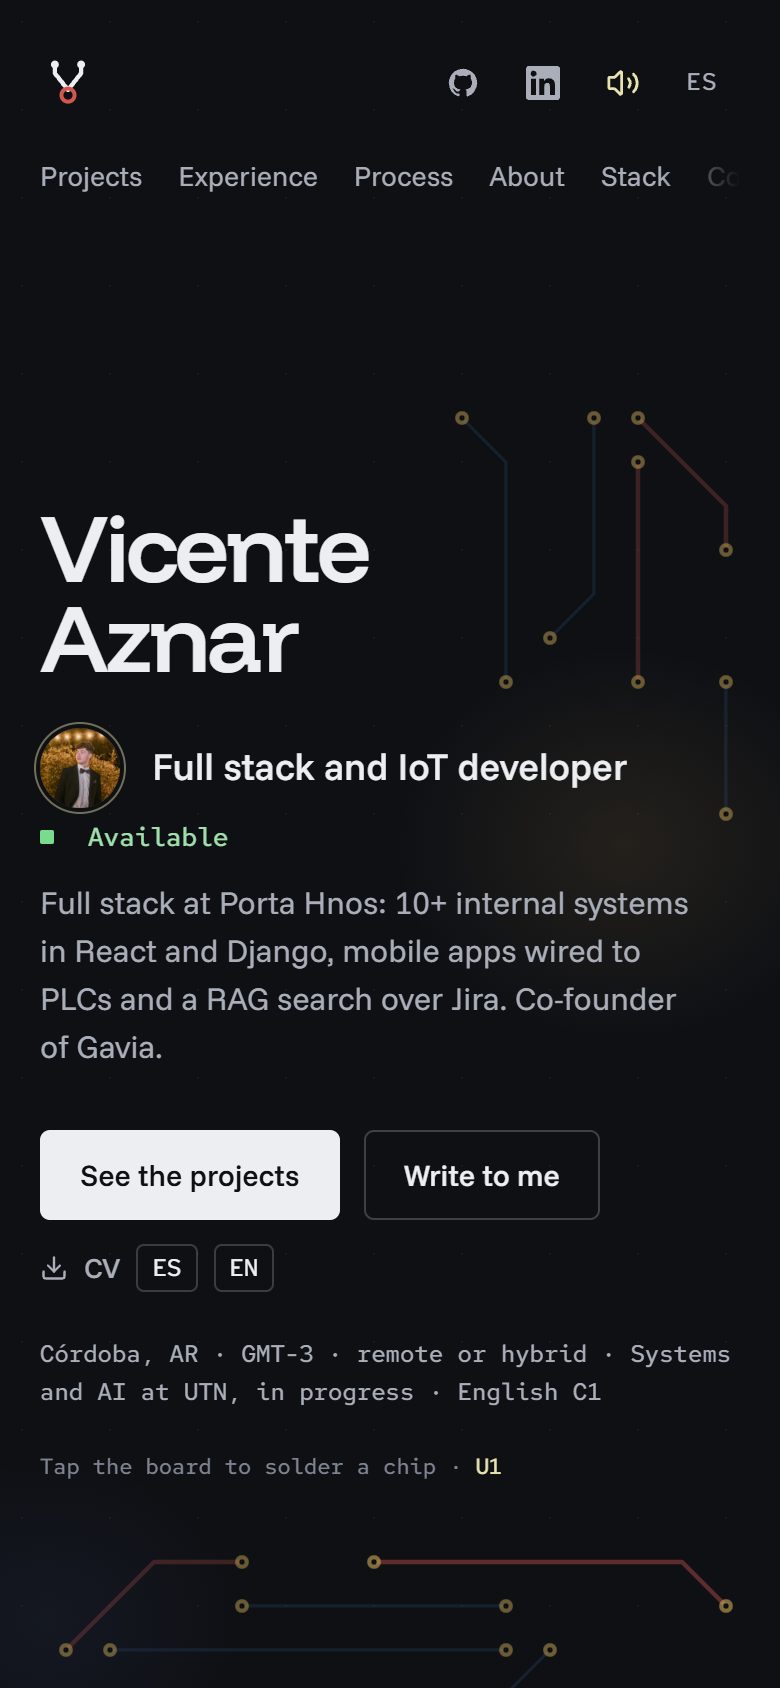 in
ES
Projects Experience Process About Stack Co
Vicente
Aznar
Full stack and IoT developer
Available
Full stack at Porta Hnos: 10+ internal systems
in React and Django, mobile apps wired to
PLCs and a RAG search over Jira. Co-founder
of Gavia.
See the projects
Write to me
CV ES EN
Córdoba, AR · GMT-3 · remote or hybrid · Systems
and AI at UTN, in progress · English C1
Tap the board to solder a chip · U1